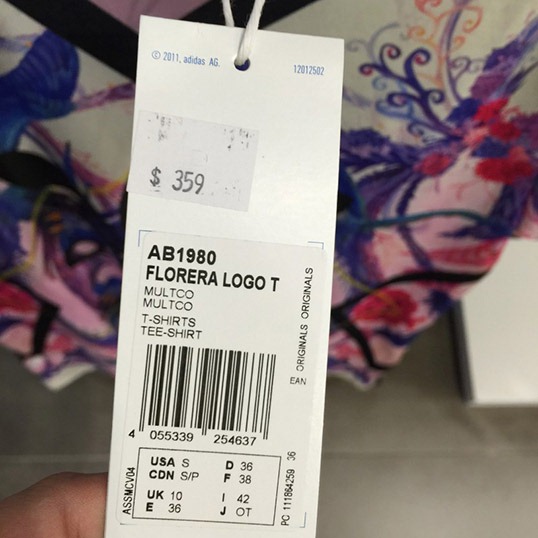 © 2011, adidas AG.
12012502
$ 359
AB1980
FLORERA LOGO T
MULTCO
MULTCO
T-SHIRTS
TEE-SHIRT
ORIGINALS ORIGINALS
EAN
4 055339 254637
USA S D 36
CDN S/P F 38
UK 10 I 42
E 36 J OT
ASSMCV04
PC 111864259 36